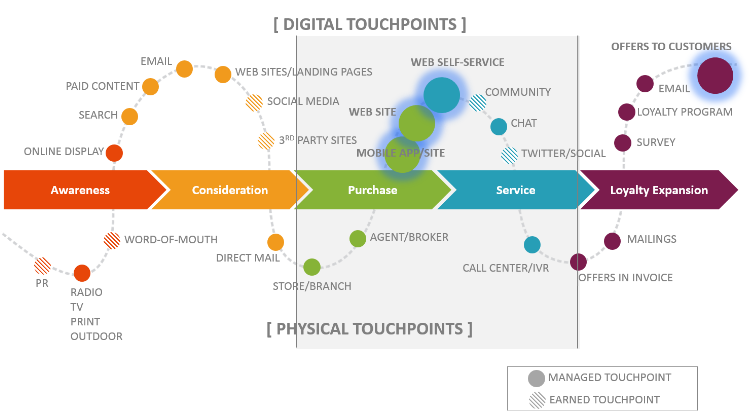 [ DIGITAL TOUCHPOINTS ]
OFFERS TO CUSTOMERS
EMAIL
WEB SELF-SERVICE
WEB SITES/LANDING PAGES
PAID CONTENT
EMAIL
COMMUNITY
SOCIAL MEDIA
SEARCH
WEB SITE
LOYALTY PROGRAM
CHAT
3RD PARTY SITES
SURVEY
ONLINE DISPLAY
MOBILE APP/SITE
TWITTER/SOCIAL
Awareness
Consideration
Purchase
Service
Loyalty Expansion
WORD-OF-MOUTH
AGENT/BROKER
MAILINGS
DIRECT MAIL
CALL CENTER/IVR
OFFERS IN INVOICE
PR
STORE/BRANCH
RADIO
TV
PRINT
OUTDOOR
[ PHYSICAL TOUCHPOINTS ]
MANAGED TOUCHPOINT
EARNED TOUCHPOINT